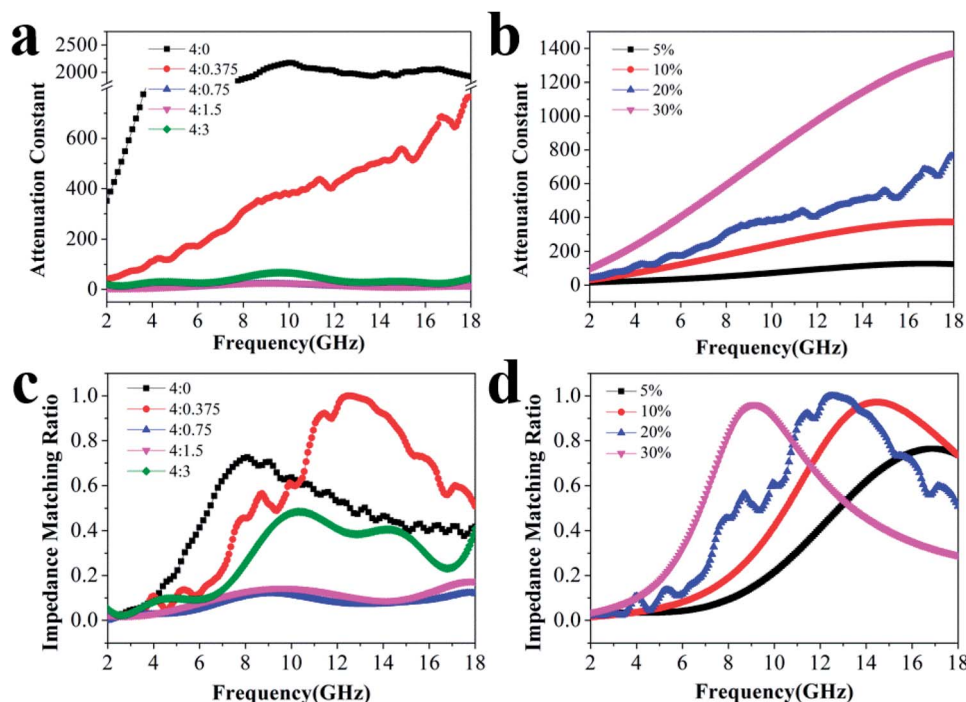 a
Attenuation Constant
2500
2000
600
400
200
0
4:0
4:0.375
4:0.75
4:1.5
4:3
2 4 6 8 10 12 14 16 18
Frequency(GHz)
b
Attenuation Constant
1400
1200
1000
800
600
400
200
0
5%
10%
20%
30%
2 4 6 8 10 12 14 16 18
Frequency(GHz)
c
Impedance Matching Ratio
1.0
0.8
0.6
0.4
0.2
0.0
4:0
4:0.375
4:0.75
4:1.5
4:3
2 4 6 8 10 12 14 16 18
Frequency(GHz)
d
Impedance Matching Ratio
1.0
0.8
0.6
0.4
0.2
0.0
5%
10%
20%
30%
2 4 6 8 10 12 14 16 18
Frequency(GHz)